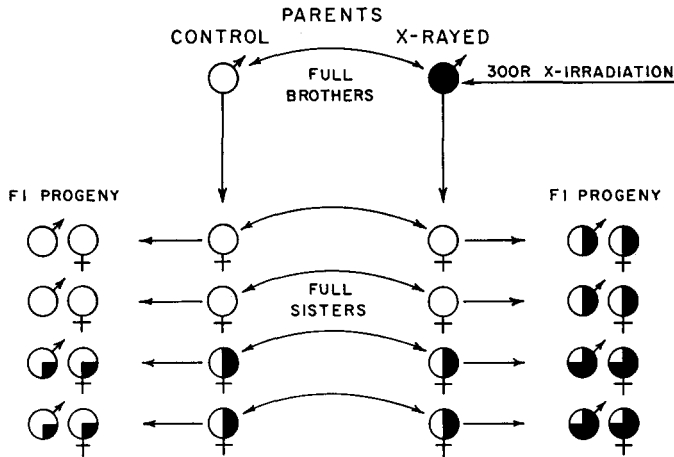 PARENTS
CONTROL
X-RAYED
FULL
BROTHERS
300R X-IRRADIATION
F1 PROGENY
F1 PROGENY
FULL
SISTERS